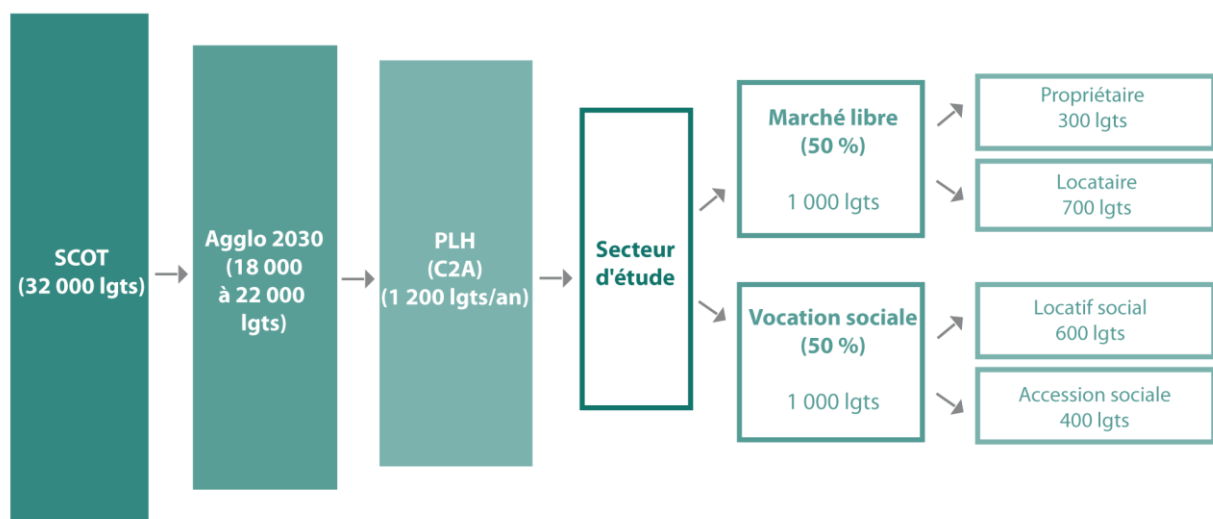 SCOT
(32 000 lgts)
Agglo 2030
(18 000
à 22 000
lgts)
PLH
(C2A)
(1 200 lgts/an)
Secteur
d'étude
Marché libre
(50 %)
1 000 lgts
Propriétaire
300 lgts
Locataire
700 lgts
Vocation sociale
(50 %)
1 000 lgts
Locatif social
600 lgts
Accession sociale
400 lgts